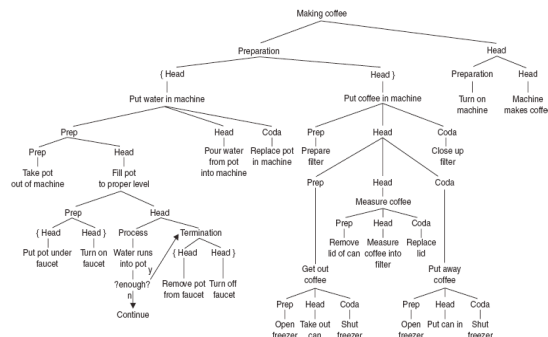 Making coffee
Preparation Head
{ Head Head } Preparation Head
Put water in machine Put coffee in machine Turn on machine Machine makes coffe
Prep Head Coda Prep Head Coda
Prep Head Pour water from pot into machine Replace pot in machine Prepare filter Close up filter
Take pot out of machine Fill pot to proper level Prep Head Coda
Prep Head Measure coffee
{ Head Head } Process Termination Prep Head Coda
Put pot under faucet Turn on faucet Water runs into pot { Head Head } Remove lid of can Measure coffee into filter Replace lid
y
?enough? Remove pot from faucet Turn off faucet Get out coffee Put away coffee
n
Continue Prep Head Coda Prep Head Coda
Open freezer Take out can Shut freezer Open freezer Put can in Shut freezer